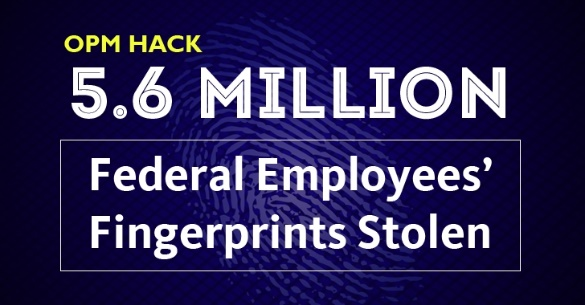 OPM HACK
5.6 MILLION
Federal Employees’
Fingerprints Stolen